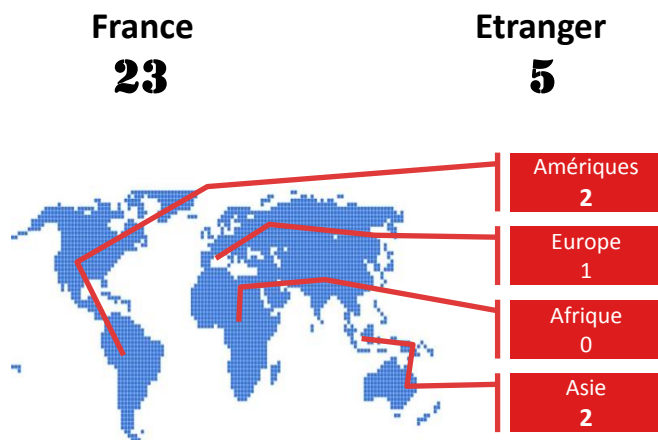 France
23
Etranger
5
Amériques
2
Europe
1
Afrique
0
Asie
2